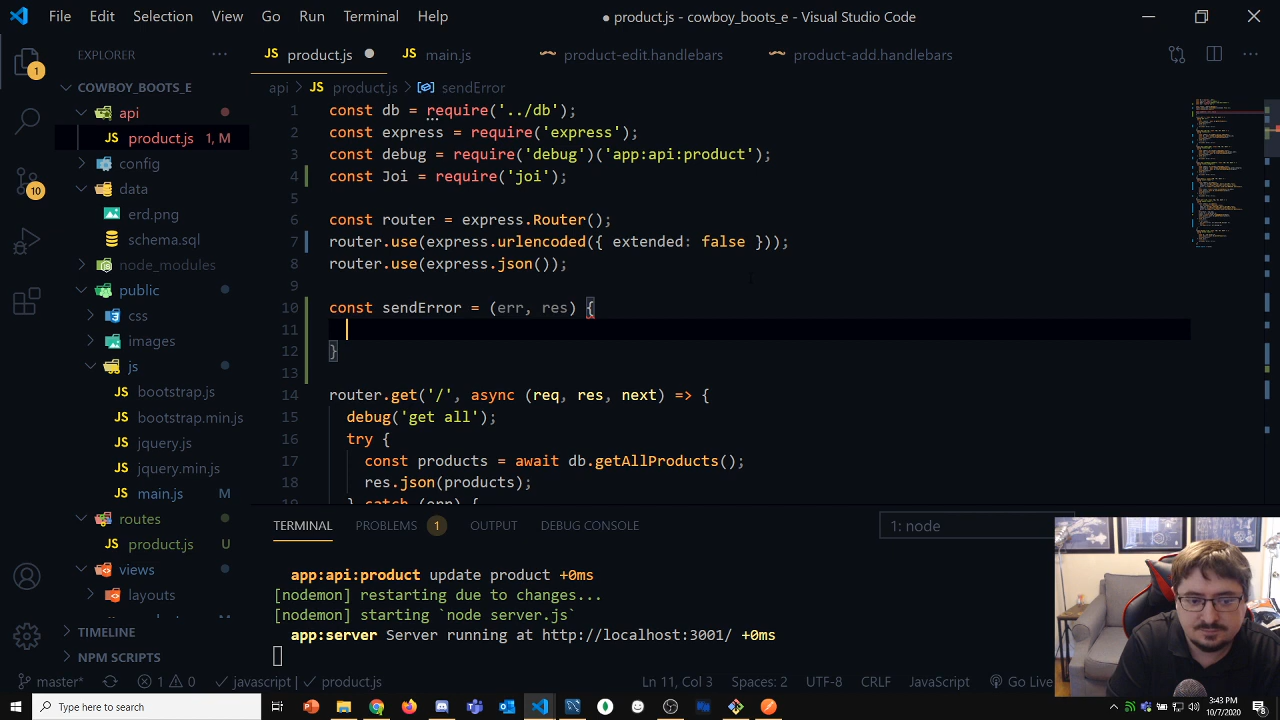 File Edit Selection View Go Run Terminal Help
● product.js - cowboy_boots_e - Visual Studio Code
EXPLORER ···
JS product.js ●
JS main.js
product-edit.handlebars
product-add.handlebars
···
1
COWBOY_BOOTS_E
api > JS product.js > sendError
api
JS product.js 1, M
config
data
erd.png
schema.sql
node_modules
public
css
images
js
JS bootstrap.js
JS bootstrap.min.js
JS jquery.js
JS jquery.min.js
JS main.js M
routes
JS product.js U
views
layouts
TIMELINE
NPM SCRIPTS
10
1 const db = require('../db');
2 const express = require('express');
3 const debug = require('debug')('app:api:product');
4 const Joi = require('joi');
5
6 const router = express.Router();
7 router.use(express.urlencoded({ extended: false }));
8 router.use(express.json());
9
10 const sendError = (err, res) {
11
12 }
13
14 router.get('/', async (req, res, next) => {
15 debug('get all');
16 try {
17 const products = await db.getAllProducts();
18 res.json(products);
19 } catch (err) {
TERMINAL PROBLEMS 1 OUTPUT DEBUG CONSOLE
1: node
app:api:product update product +0ms
[nodemon] restarting due to changes...
[nodemon] starting `node server.js`
app:server Server running at http://localhost:3001/ +0ms
master* 1 0 javascript | product.js
Ln 11, Col 3 Spaces: 2 UTF-8 CRLF JavaScript Go Live
Type here to search
3:43 PM
10/7/2020